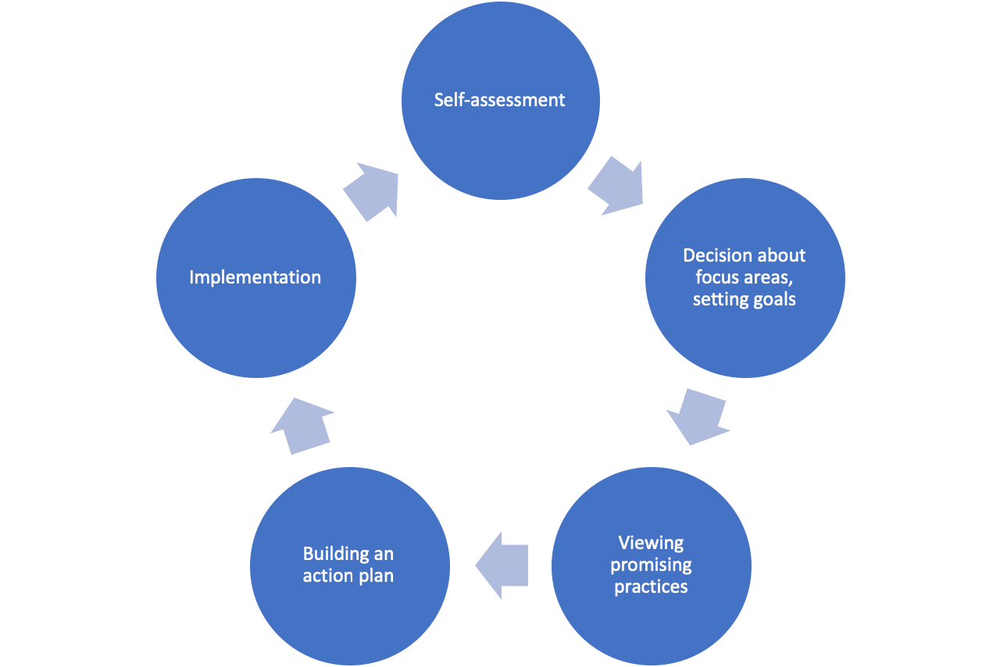 Self-assessment
Decision about
focus areas,
setting goals
Viewing
promising
practices
Building an
action plan
Implementation